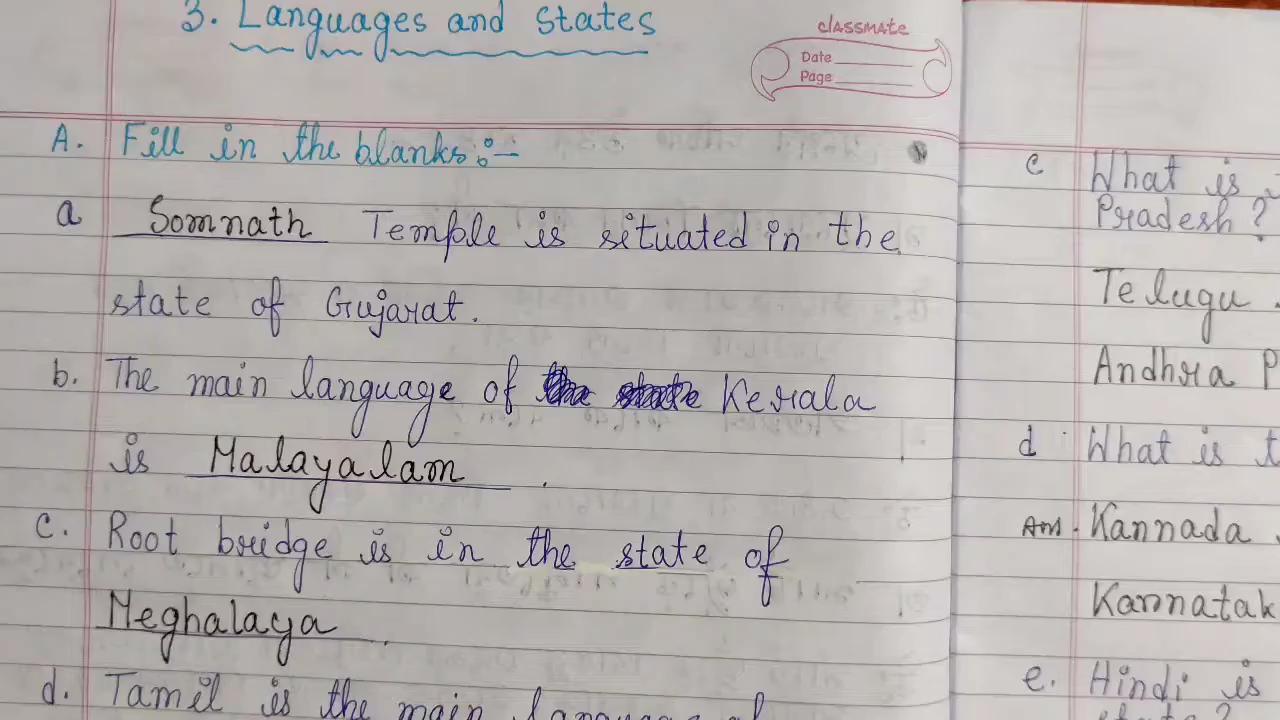 3. Languages and states
classmate
Date
Page
A. Fill in the blanks:-
a Somnath Temple is situated in the
state of Gujarat.
b. The main language of Kerala
is Malayalam.
c. Root bridge is in the state of
Meghalaya.
d. Tamil is the main language of
c What is
Pradesh?
Telugu
Andhra P
d What is t
Ans. Kannada
Karnatak
e. Hindi is
state?